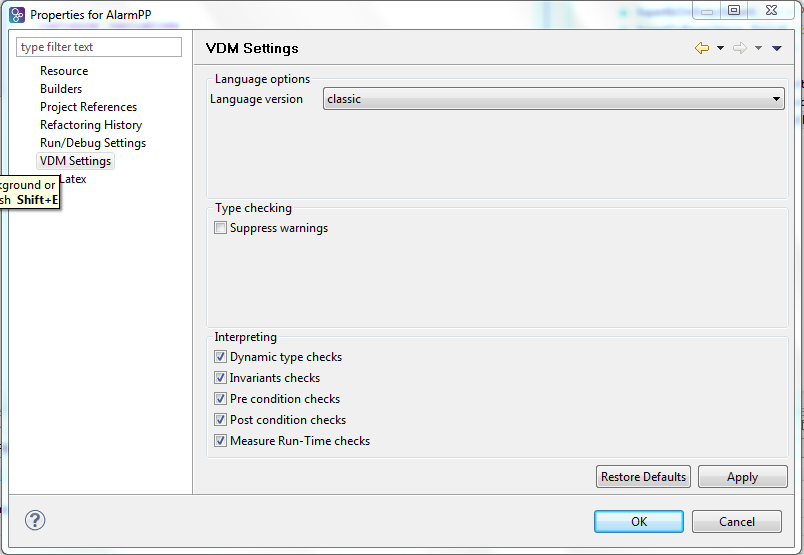 Properties for AlarmPP
type filter text
VDM Settings
Resource
Builders
Project References
Refactoring History
Run/Debug Settings
VDM Settings
Latex
ground or
Shift+E
Language options
Language version classic
Type checking
Suppress warnings
Interpreting
Dynamic type checks
Invariants checks
Pre condition checks
Post condition checks
Measure Run-Time checks
Restore Defaults Apply
? OK Cancel